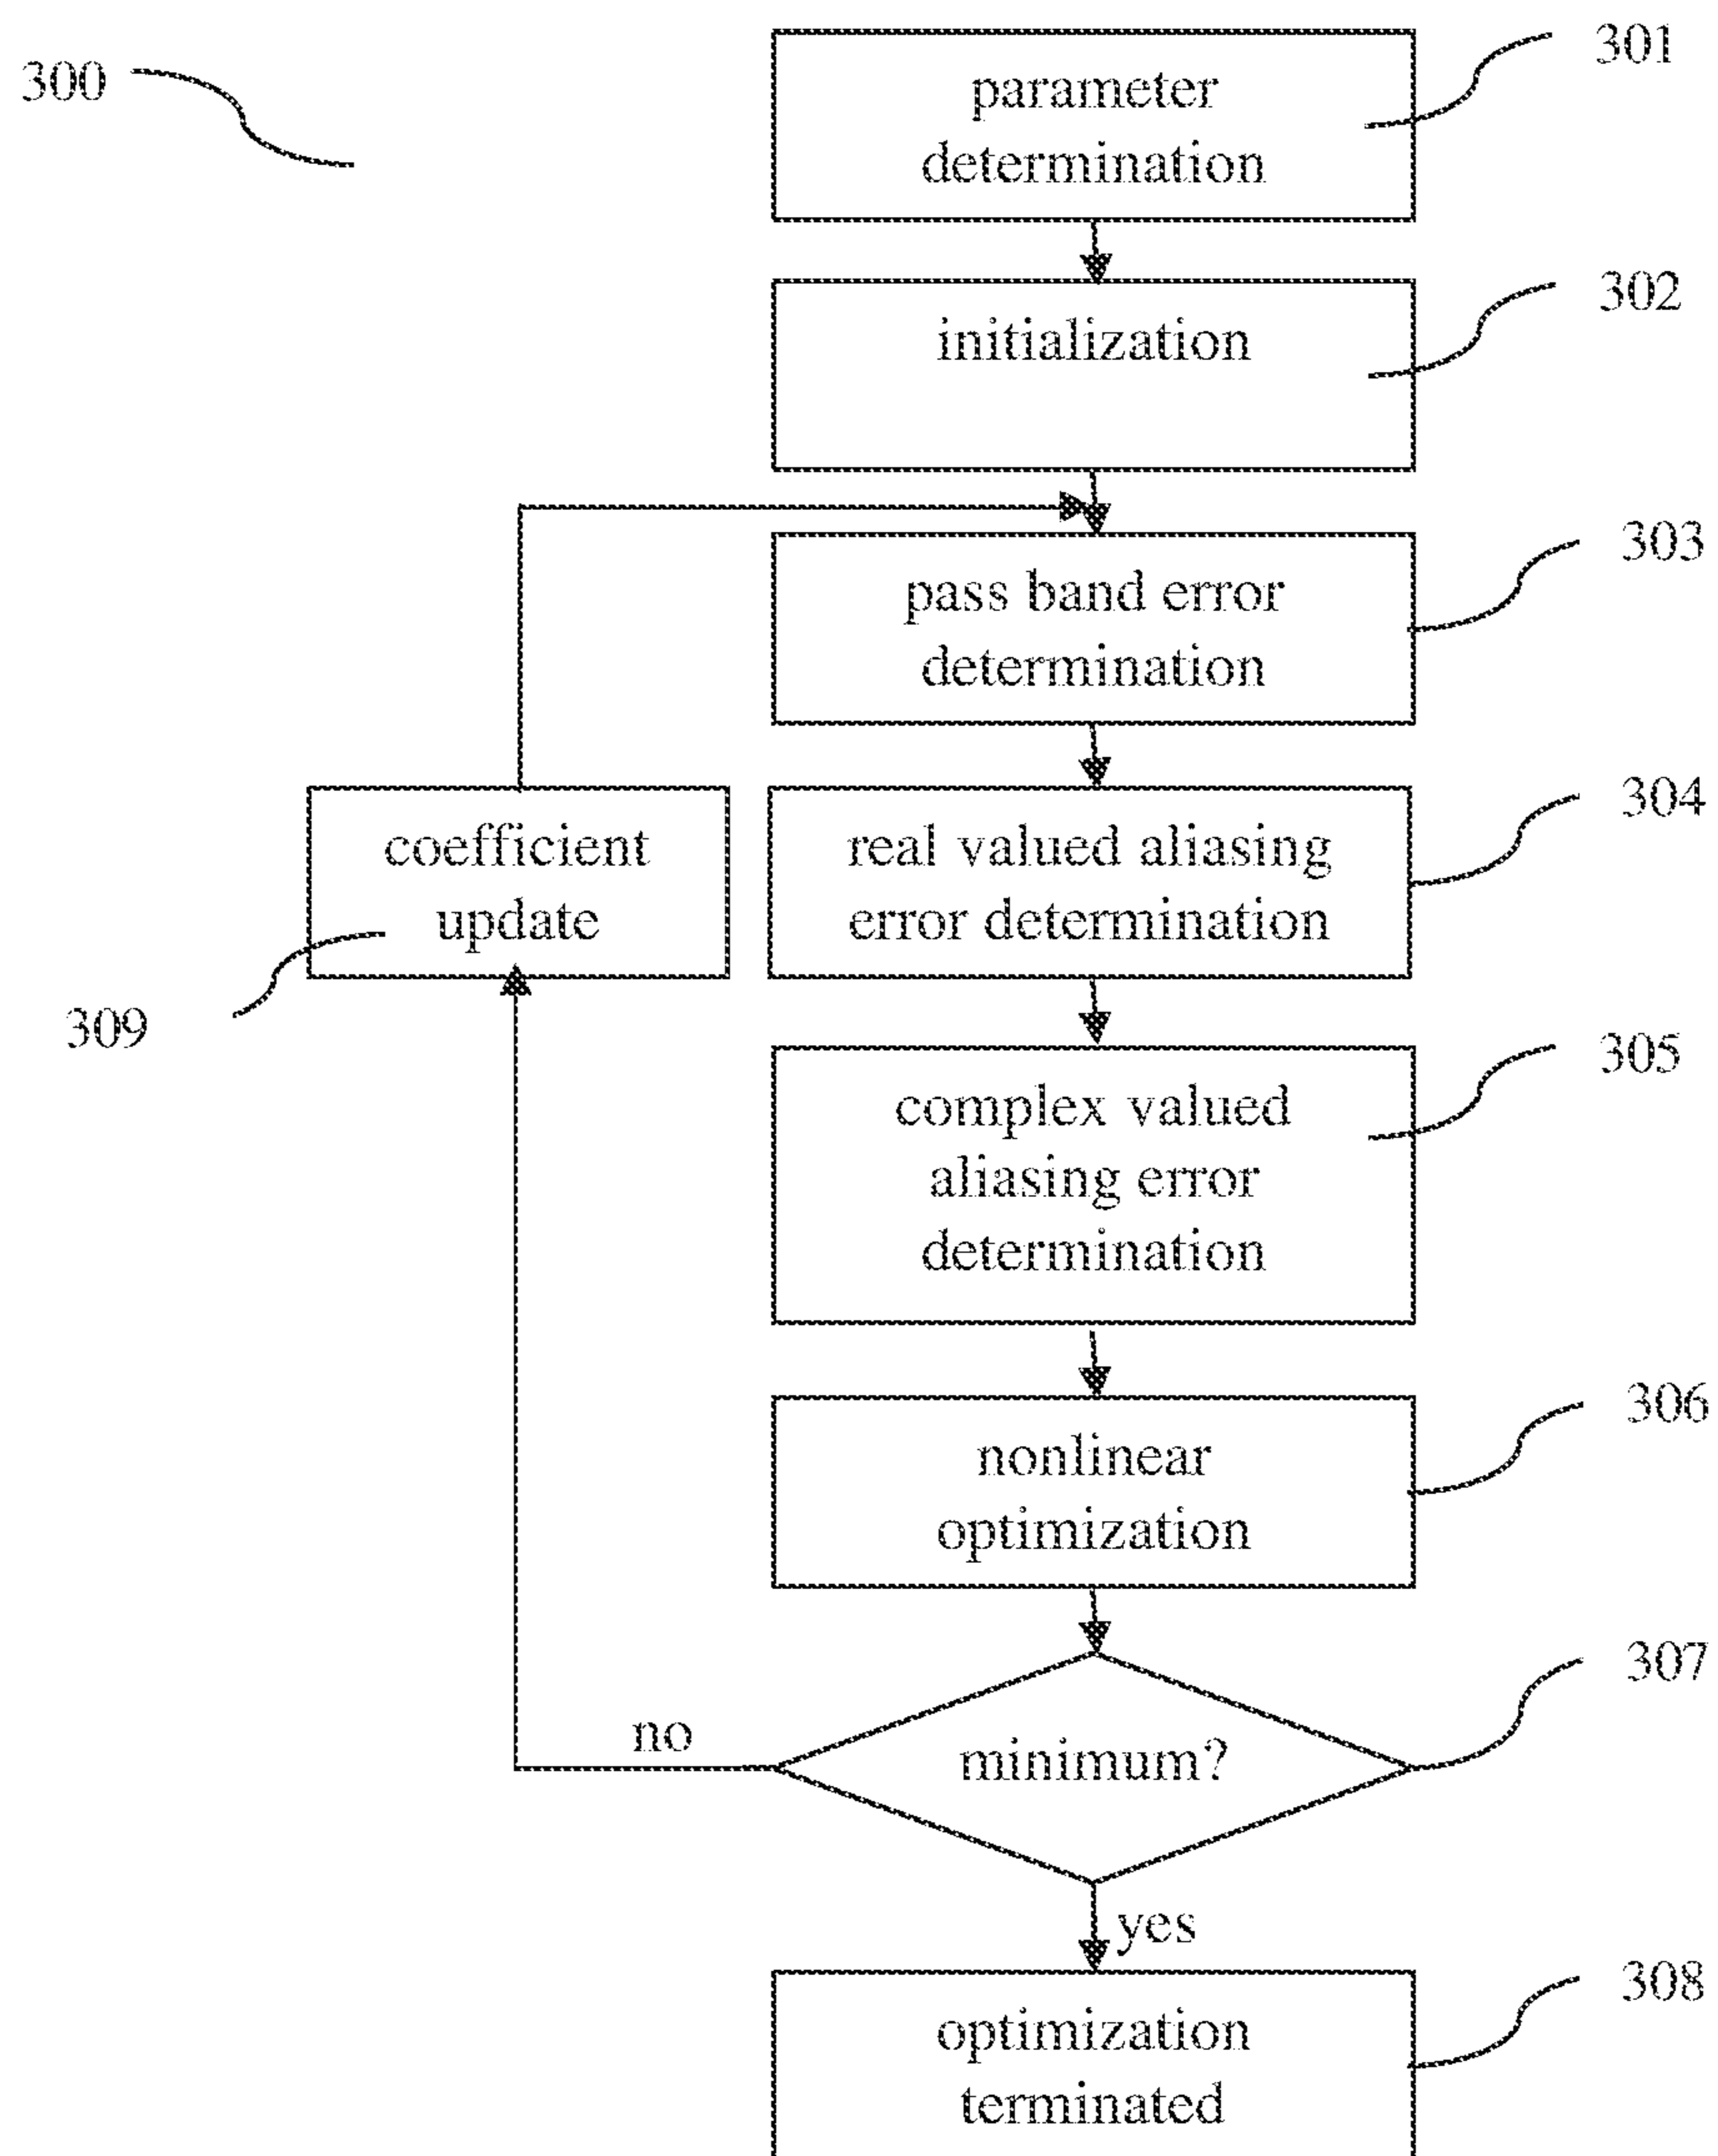 300
301
parameter
determination
302
initialization
303
pass band error
determination
304
real valued aliasing
error determination
coefficient
update
309
305
complex valued
aliasing error
determination
306
nonlinear
optimization
307
minimum?
no
yes
308
optimization
terminated